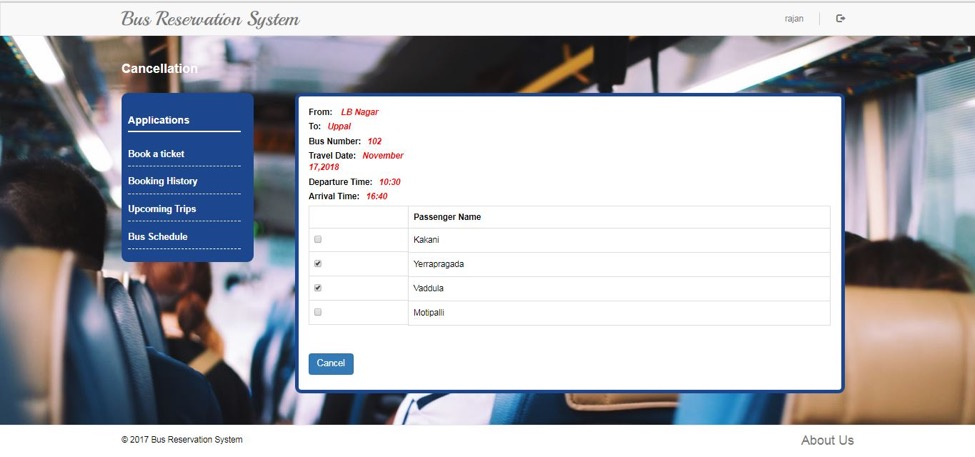 Bus Reservation System
rajan
Cancellation
Applications
Book a ticket
Booking History
Upcoming Trips
Bus Schedule
From: LB Nagar
To: Uppal
Bus Number: 102
Travel Date: November
17,2018
Departure Time: 10:30
Arrival Time: 16:40
Passenger Name
Kakani
Yerrapragada
Vaddula
Motipalli
Cancel
© 2017 Bus Reservation System
About Us